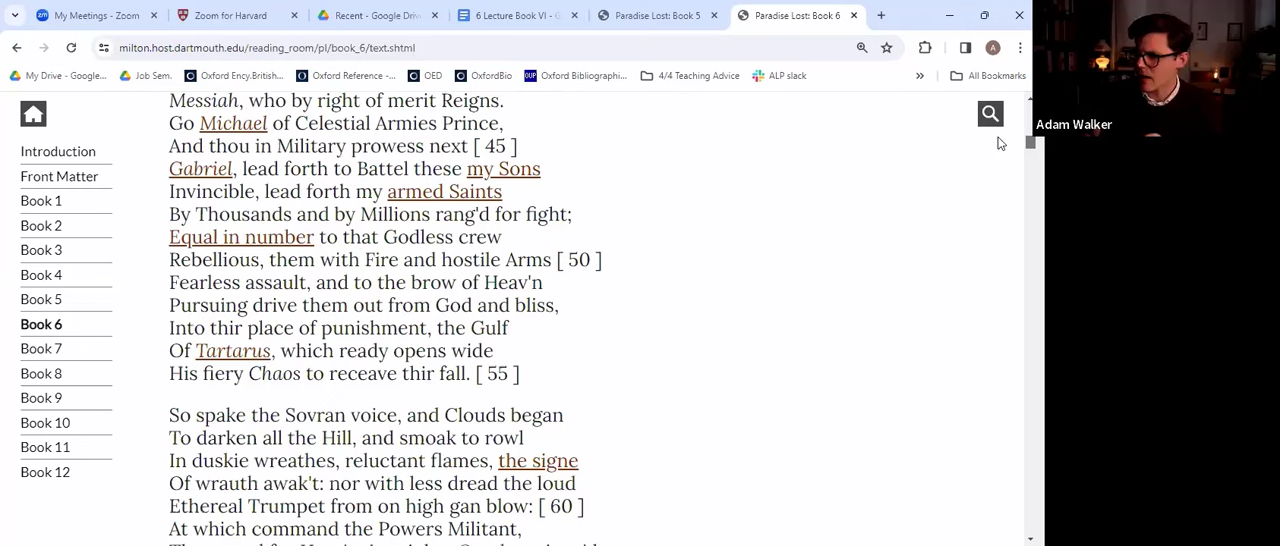 zm My Meetings - Zoom
Zoom for Harvard
Recent - Google Driv
6 Lecture Book VI - G
Paradise Lost: Book 5
Paradise Lost: Book 6
milton.host.dartmouth.edu/reading_room/pl/book_6/text.shtml
A
My Drive - Google...
Job Sem.
Oxford Ency.British...
Oxford Reference -...
OED
OxfordBio
OUP Oxford Bibliographi...
4/4 Teaching Advice
ALP slack
»
All Bookmarks
Adam Walker
Introduction
Front Matter
Book 1
Book 2
Book 3
Book 4
Book 5
Book 6
Book 7
Book 8
Book 9
Book 10
Book 11
Book 12
Messiah, who by right of merit Reigns.
Go Michael of Celestial Armies Prince,
And thou in Military prowess next [ 45 ]
Gabriel, lead forth to Battel these my Sons
Invincible, lead forth my armed Saints
By Thousands and by Millions rang'd for fight;
Equal in number to that Godless crew
Rebellious, them with Fire and hostile Arms [ 50 ]
Fearless assault, and to the brow of Heav'n
Pursuing drive them out from God and bliss,
Into thir place of punishment, the Gulf
Of Tartarus, which ready opens wide
His fiery Chaos to receave thir fall. [ 55 ]
So spake the Sovran voice, and Clouds began
To darken all the Hill, and smoak to rowl
In duskie wreathes, reluctant flames, the signe
Of wrauth awak't: nor with less dread the loud
Ethereal Trumpet from on high gan blow: [ 60 ]
At which command the Powers Militant,